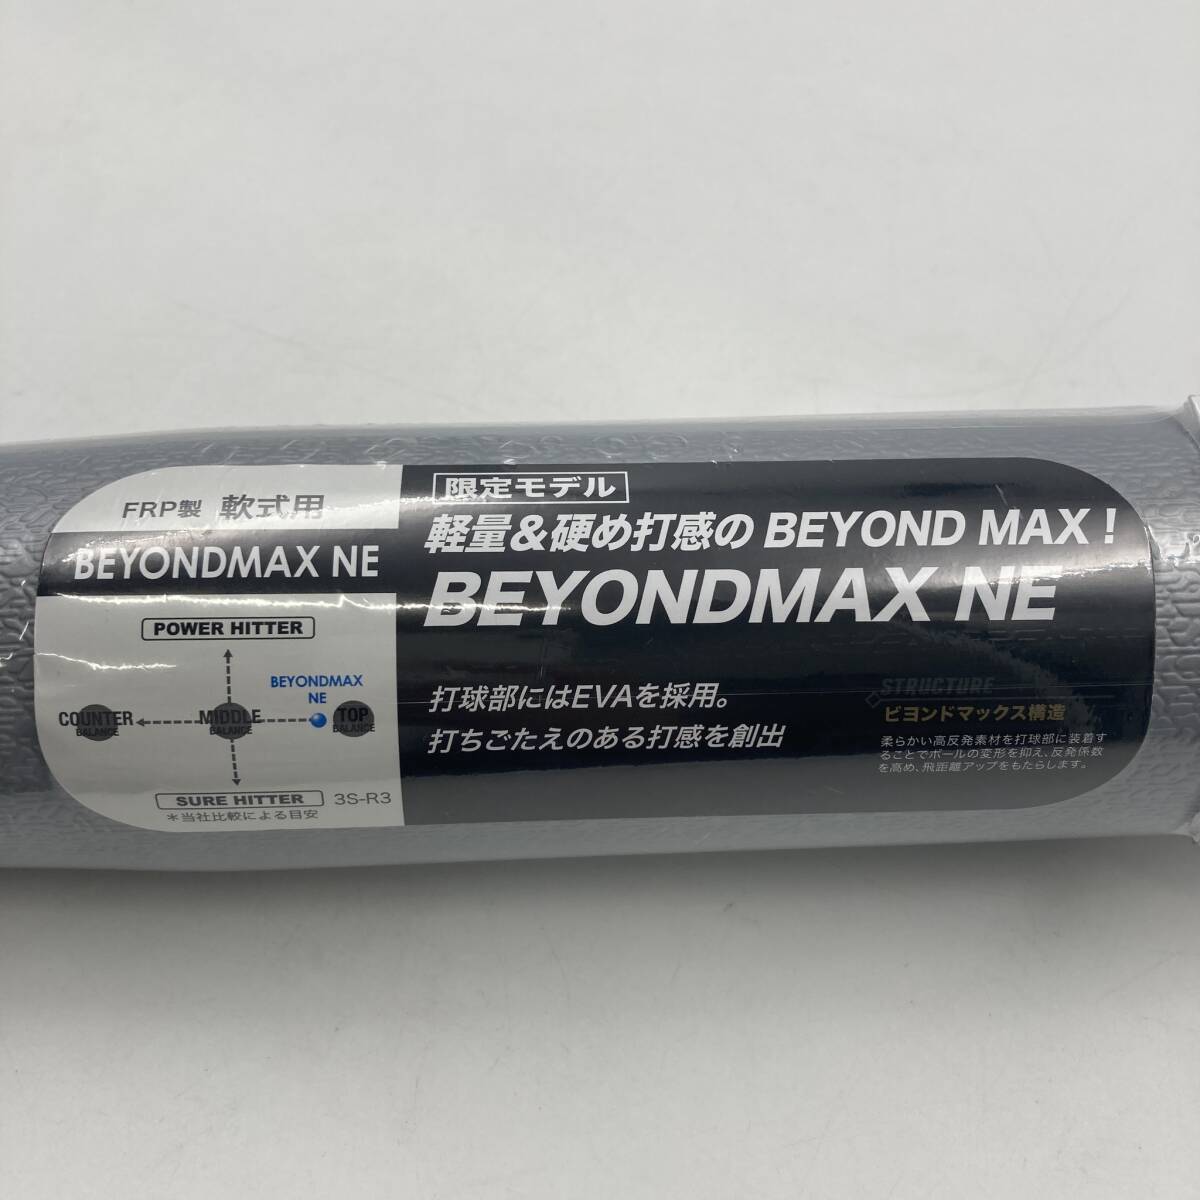 FRP製 軟式用
BEYONDMAX NE
POWER HITTER
BEYONDMAX
NE
COUNTER
BALANCE
MIDDLE
BALANCE
TOP
BALANCE
SURE HITTER
3S-R3
＊当社比較による目安
限定モデル
軽量&硬め打感の BEYOND MAX !
BEYONDMAX NE
打球部にはEVAを採用。
打ちごたえのある打感を創出
STRUCTURE
ビヨンドマックス構造
柔らかい高反発素材を打球部に装着す
ることでボールの変形を抑え、反発係数
を高め、飛距離アップをもたらします。